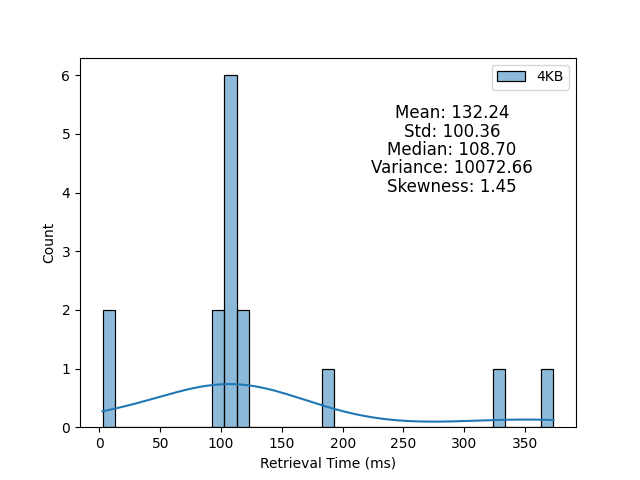 4KB
Mean: 132.24
Std: 100.36
Median: 108.70
Variance: 10072.66
Skewness: 1.45
Count
6
5
4
3
2
1
0
0 50 100 150 200 250 300 350
Retrieval Time (ms)